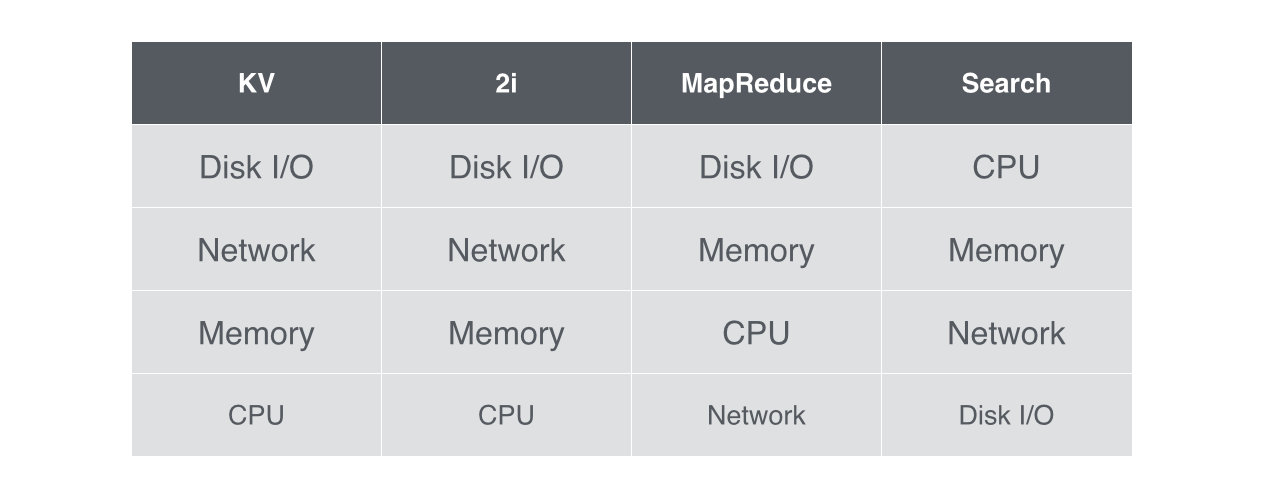 KV 2i MapReduce Search
Disk I/O Disk I/O Disk I/O CPU
Network Network Memory Memory
Memory Memory CPU Network
CPU CPU Network Disk I/O